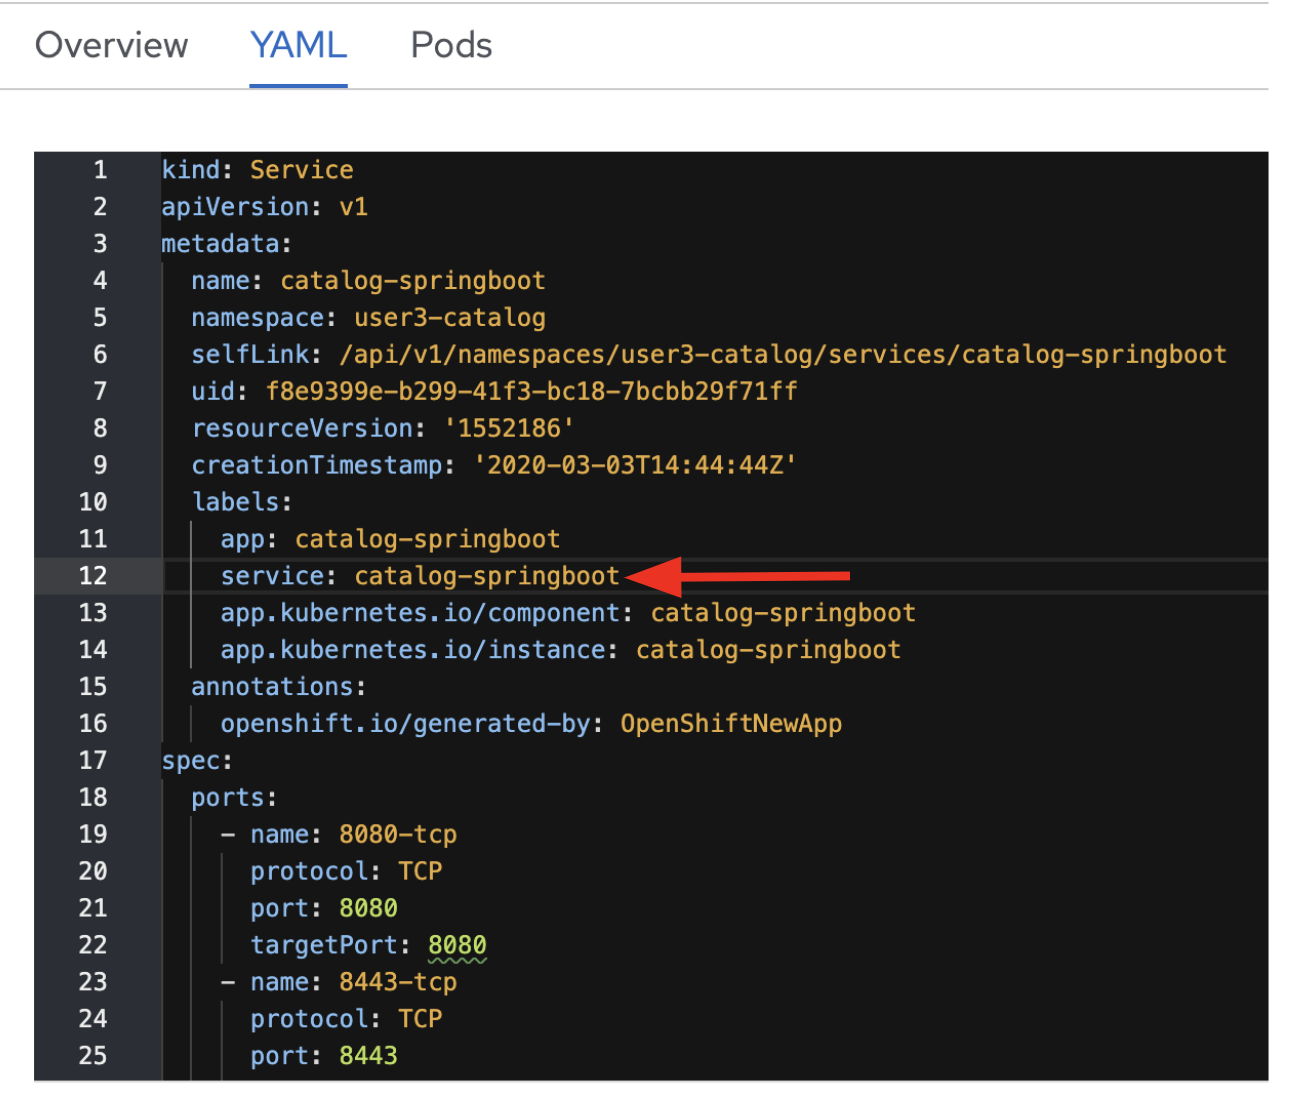 Overview YAML Pods
1 kind: Service
2 apiVersion: v1
3 metadata:
4 name: catalog-springboot
5 namespace: user3-catalog
6 selfLink: /api/v1/namespaces/user3-catalog/services/catalog-springboot
7 uid: f8e9399e-b299-41f3-bc18-7bcbb29f71ff
8 resourceVersion: '1552186'
9 creationTimestamp: '2020-03-03T14:44:44Z'
10 labels:
11 app: catalog-springboot
12 service: catalog-springboot
13 app.kubernetes.io/component: catalog-springboot
14 app.kubernetes.io/instance: catalog-springboot
15 annotations:
16 openshift.io/generated-by: OpenShiftNewApp
17 spec:
18 ports:
19 - name: 8080-tcp
20 protocol: TCP
21 port: 8080
22 targetPort: 8080
23 - name: 8443-tcp
24 protocol: TCP
25 port: 8443